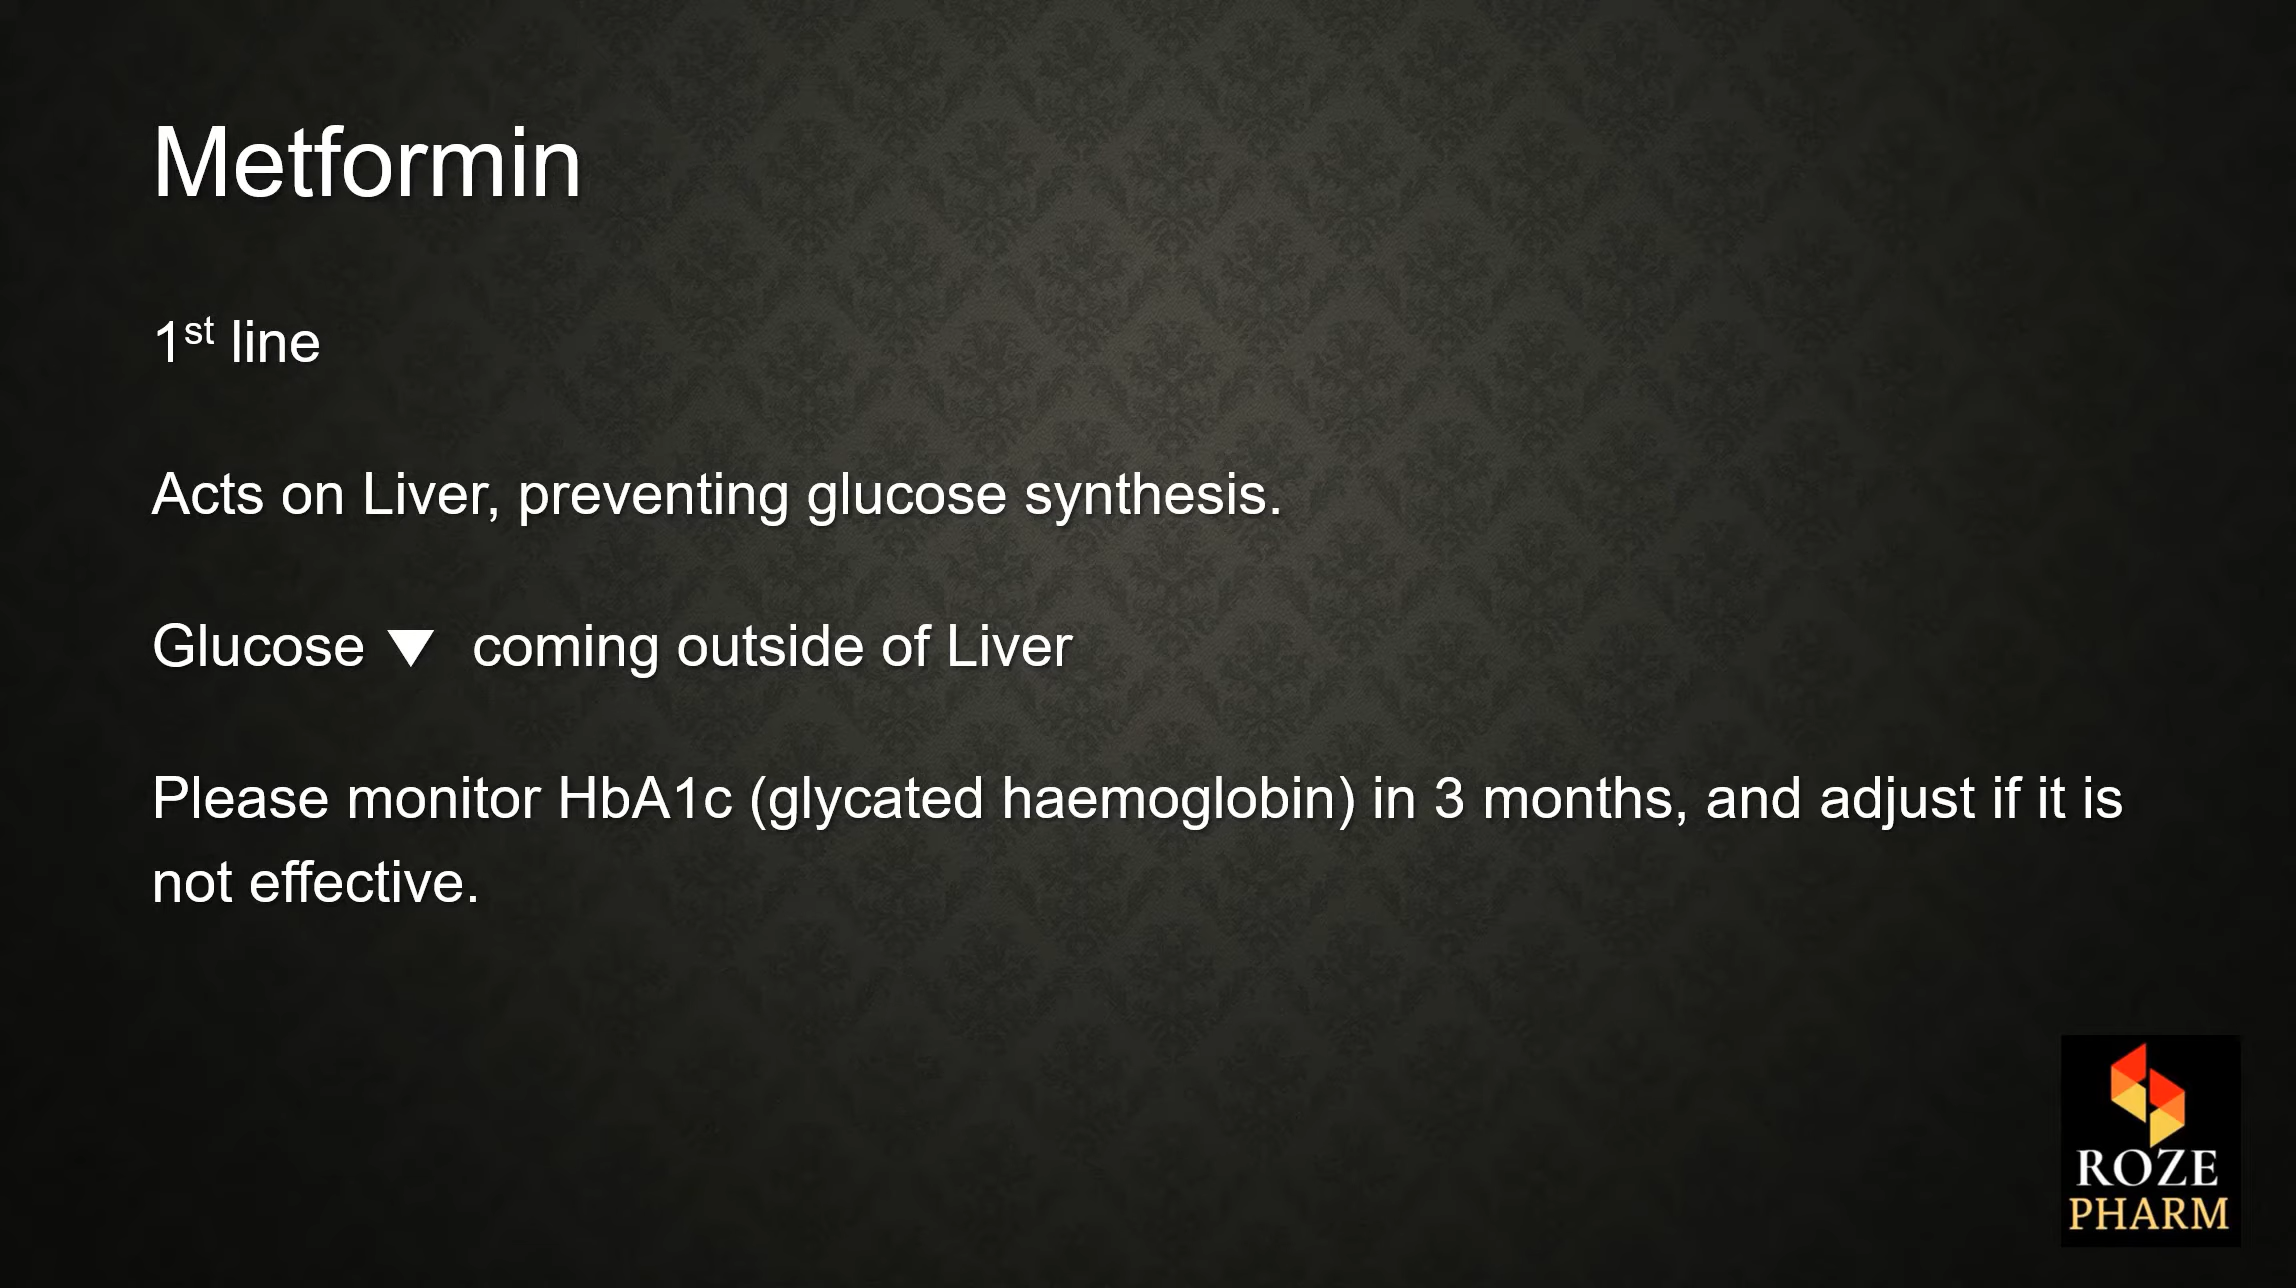 Metformin
1st line
Acts on Liver, preventing glucose synthesis.
Glucose ▼ coming outside of Liver
Please monitor HbA1c (glycated haemoglobin) in 3 months, and adjust if it is
not effective.
ROZE
PHARM